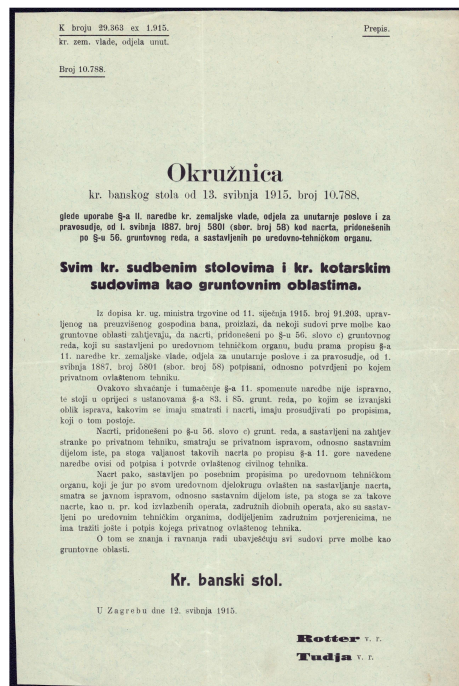 K broju 29.363 ex 1.915.
kr. zem. vlade, odjela unut.
Prepis.
Broj 10.788.
Okružnica
kr. banskog stola od 13. svibnja 1915. broj 10.788,
glede uporabe §-a II. naredbe kr. zemaljske vlade, odjela za unutarnje poslove i za
pravosudje, od I. svibnja 1887. broj 5801 (sbor. broj 58) kod nacrta, pridonešenih
po §-u 56. gruntovnog reda, a sastavljenih po uredovno-tehničkom organu.
Svim kr. sudbenim stolovima i kr. kotarskim
sudovima kao gruntovnim oblastima.
Iz dopisa kr. ug. ministra trgovine od 11. siječnja 1915. broj 91.203, uprav-
ljenog na preuzvišenog gospodina bana, proizlazi, da nekoji sudovi prve molbe kao
gruntovne oblasti zahtjevaju, da nacrti, pridonešeni po §-u 56. slovo c) gruntovnog
reda, koji su sastavljeni po uredovnom tehničkom organu, budu prama propisu §-a
11. naredbe kr. zemaljske vlade, odjela za unutarnje poslove i za pravosudje, od 1.
svibnja 1887, broj 5801 (sbor. broj 58) potpisani, odnosno potvrdjeni po kojem
privatnom ovlaštenom tehniku.
Ovakovo shvaćanje i tumačenje §-a 11. spomenute naredbe nije ispravno,
te stoji u oprijeci s ustanovama §-a 83. i 85. grunt. reda, po kojim se izvanjski
oblik isprava, kakovim se imaju smatrati i nacrti, imaju prosudjivati po propisima,
koji o tom postoje.
Nacrti, pridonešeni po §-u 56. slovo c) grunt. reda, a sastavljeni na zahtjev
stranke po privatnom tehniku, smatraju se privatnom ispravom, odnosno sastavnim
dijelom iste, pa stoga valjanost takovih nacrta po propisu §-a 11. gore navedene
naredbe ovisi od potpisa i potvrde ovlaštenog civilnog tehnika.
Nacrt pako, sastavljen po posebnim propisima po uredovnom tehničkom
organu, koji je jur po svom uredovnom djelokrugu ovlašten na sastavljanje nacrta,
smatra se javnom ispravom, odnosno sastavnim dijelom iste, pa stoga se za takove
nacrte, kao n. pr. kod izvlazbenih operata, zadružnih diobnih operata, ako su sastav-
ljeni po uredovnim tehničkim organima, dodijeljenim zadružnim povjerenicima, ne
ima tražiti jošte i potpis kojega privatnog ovlaštenog tehnika.
O tom se znanja i ravnanja radi ubavješćuju svi sudovi prve molbe kao
gruntovne oblasti.
Kr. banski stol.
U Zagrebu dne 12. svibnja 1915.
Rotter v. r.
Tudja v. r.